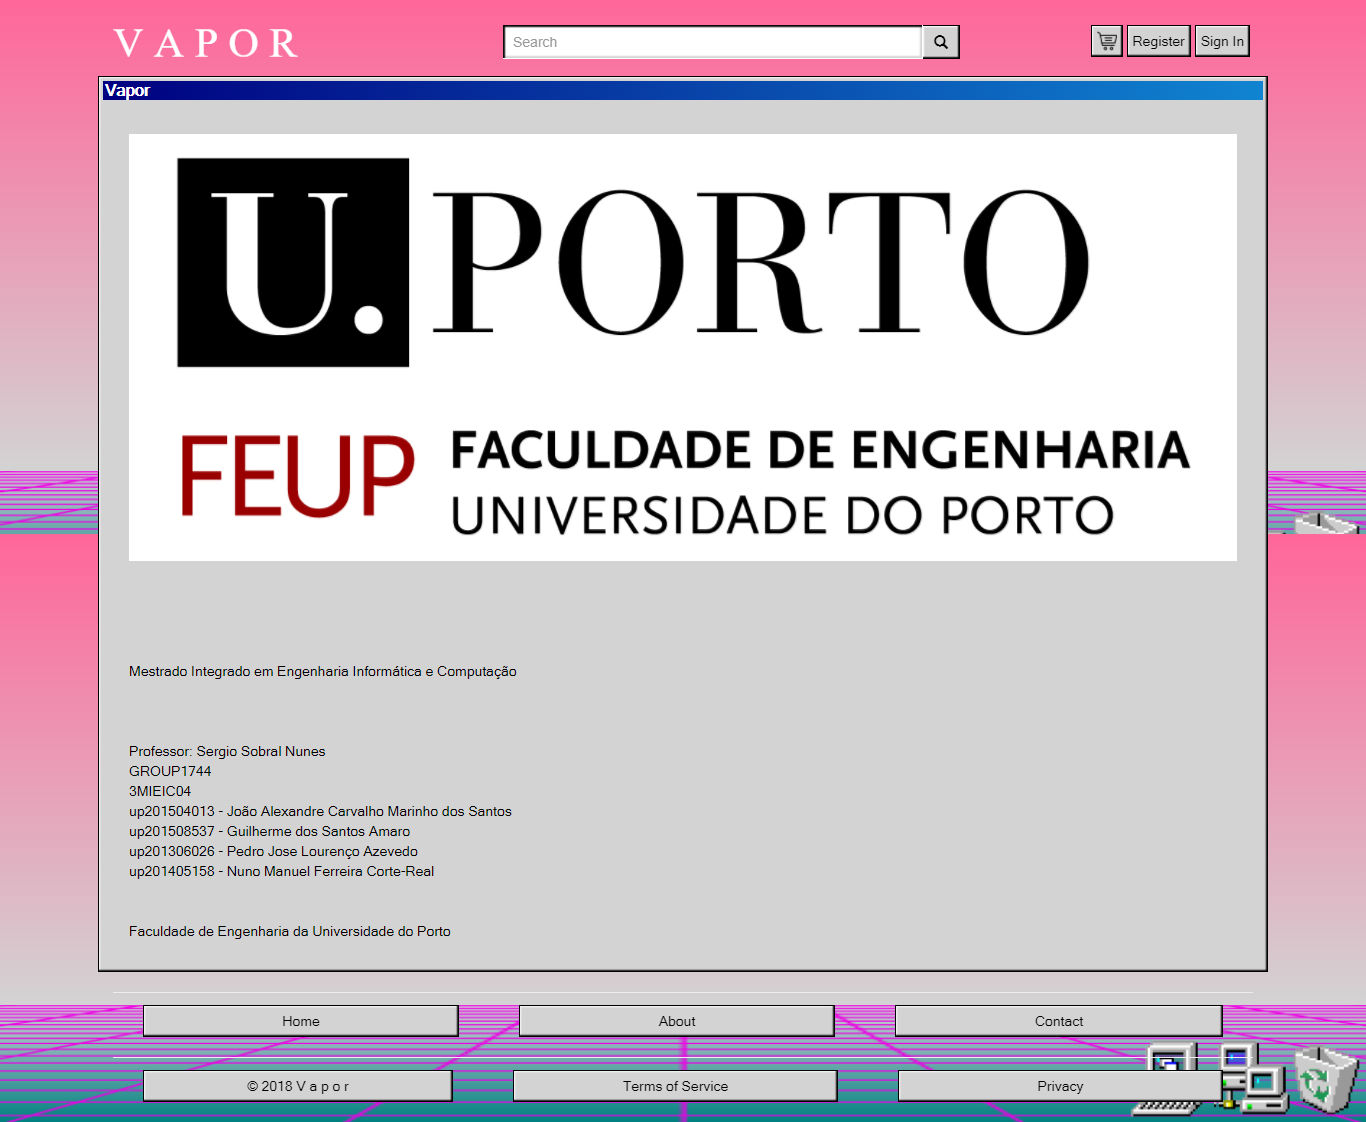 VAPOR
Search
Register
Sign In
Vapor
U. PORTO
FEUP FACULDADE DE ENGENHARIA
UNIVERSIDADE DO PORTO
Mestrado Integrado em Engenharia Informática e Computação
Professor: Sergio Sobral Nunes
GROUP1744
3MIEIC04
up201504013 - João Alexandre Carvalho Marinho dos Santos
up201508537 - Guilherme dos Santos Amaro
up201306026 - Pedro Jose Lourenço Azevedo
up201405158 - Nuno Manuel Ferreira Corte-Real
Faculdade de Engenharia da Universidade do Porto
Home
About
Contact
© 2018 V a p o r
Terms of Service
Privacy